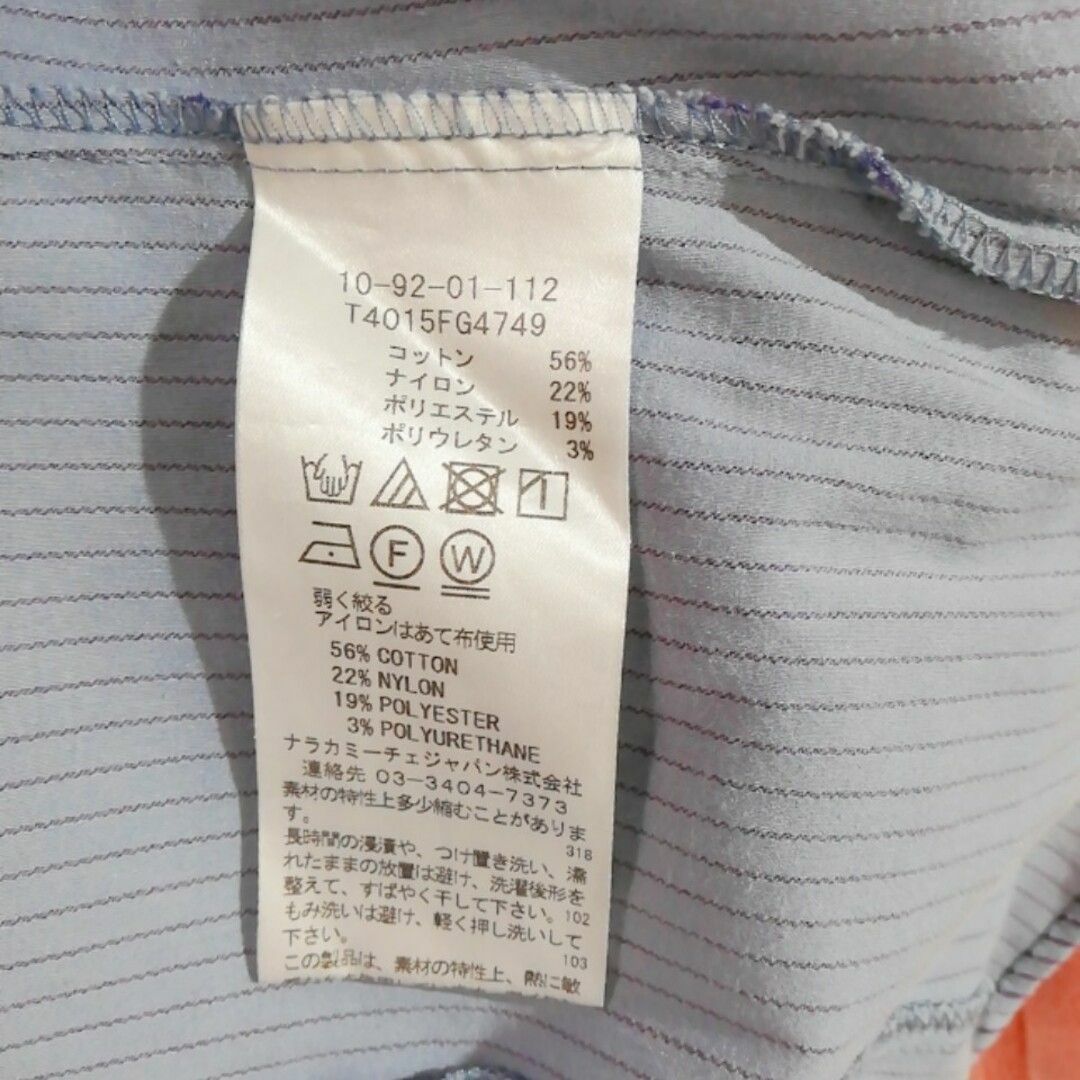 10-92-01-112
T4015FG4749
コットン 56%
ナイロン 22%
ポリエステル 19%
ポリウレタン 3%
F W
弱く絞る
アイロンはあて布使用
56% COTTON
22% NYLON
19% POLYESTER
3% POLYURETHANE
ナラカミーチェジャパン株式会社
連絡先 03-3404-7373
素材の特性上多少縮むことがありま
す。 318
長時間の浸漬や、つけ置き洗い、濡
れたままの放置は避け、洗濯後形を
整えて、すばやく干して下さい。102
もみ洗いは避け、軽く押し洗いして
下さい。 103
この製品は、素材の特性上、熱に敏